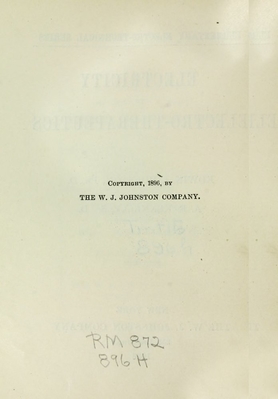 COPYRIGHT, 1896, BY
THE W. J. JOHNSTON COMPANY.
RM 872
896 H